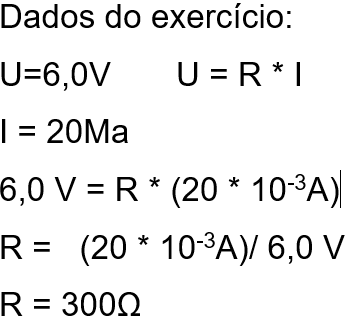 Dados do exercício:
U=6,0V U = R * I
I = 20Ma
6,0 V = R * (20 * 10⁻³A)
R = (20 * 10⁻³A)/ 6,0 V
R = 300Ω